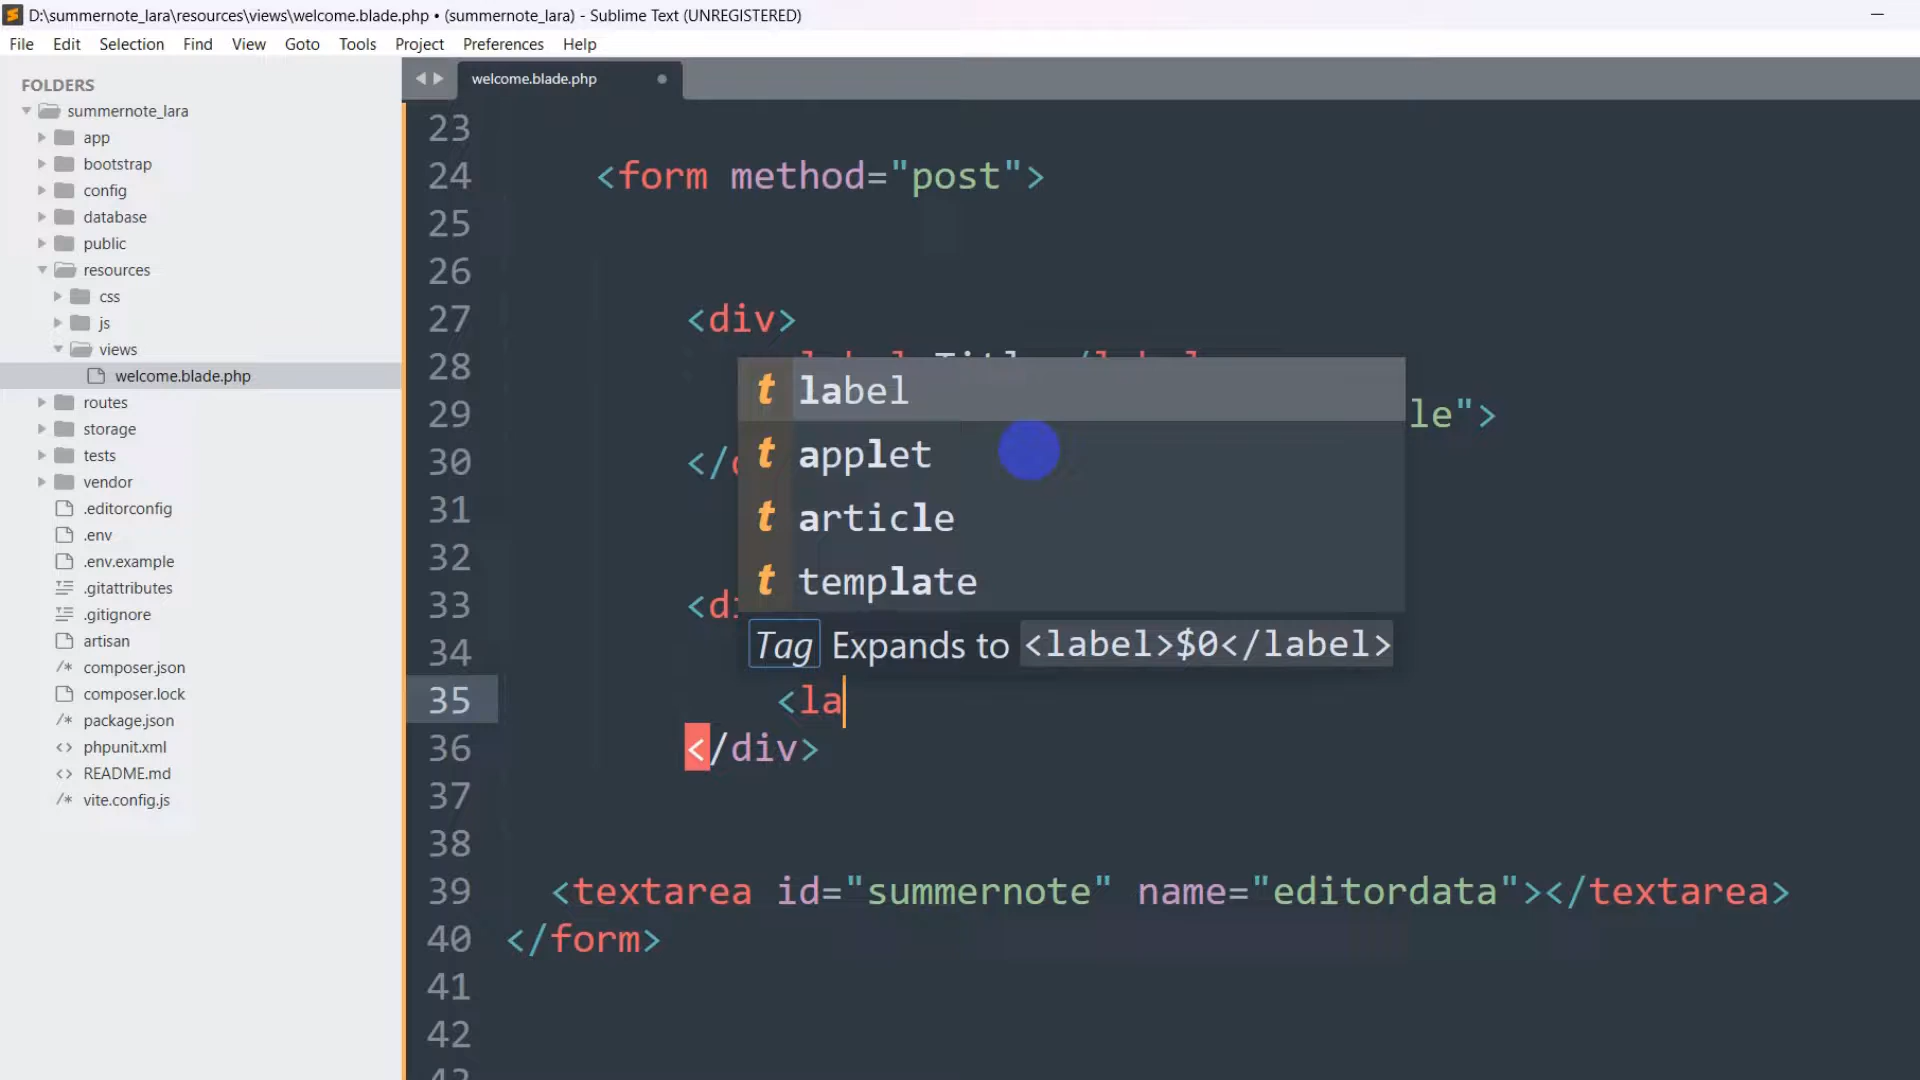 D:\summernote_lara\resources\views\welcome.blade.php • (summernote_lara) - Sublime Text (UNREGISTERED)
File Edit Selection Find View Goto Tools Project Preferences Help
FOLDERS
summernote_lara
app
bootstrap
config
database
public
resources
css
js
views
welcome.blade.php
routes
storage
tests
vendor
.editorconfig
.env
.env.example
.gitattributes
.gitignore
artisan
/* composer.json
composer.lock
/* package.json
<> phpunit.xml
<> README.md
/* vite.config.js
welcome.blade.php
23
24 <form method="post">
25
26
27 <div>
28
29 le">
30 </
31
32
33 <di
34
35 <la
36 </div>
37
38
39 <textarea id="summernote" name="editordata"></textarea>
40 </form>
41
42
t label
t applet
t article
t template
Tag Expands to <label>$0</label>